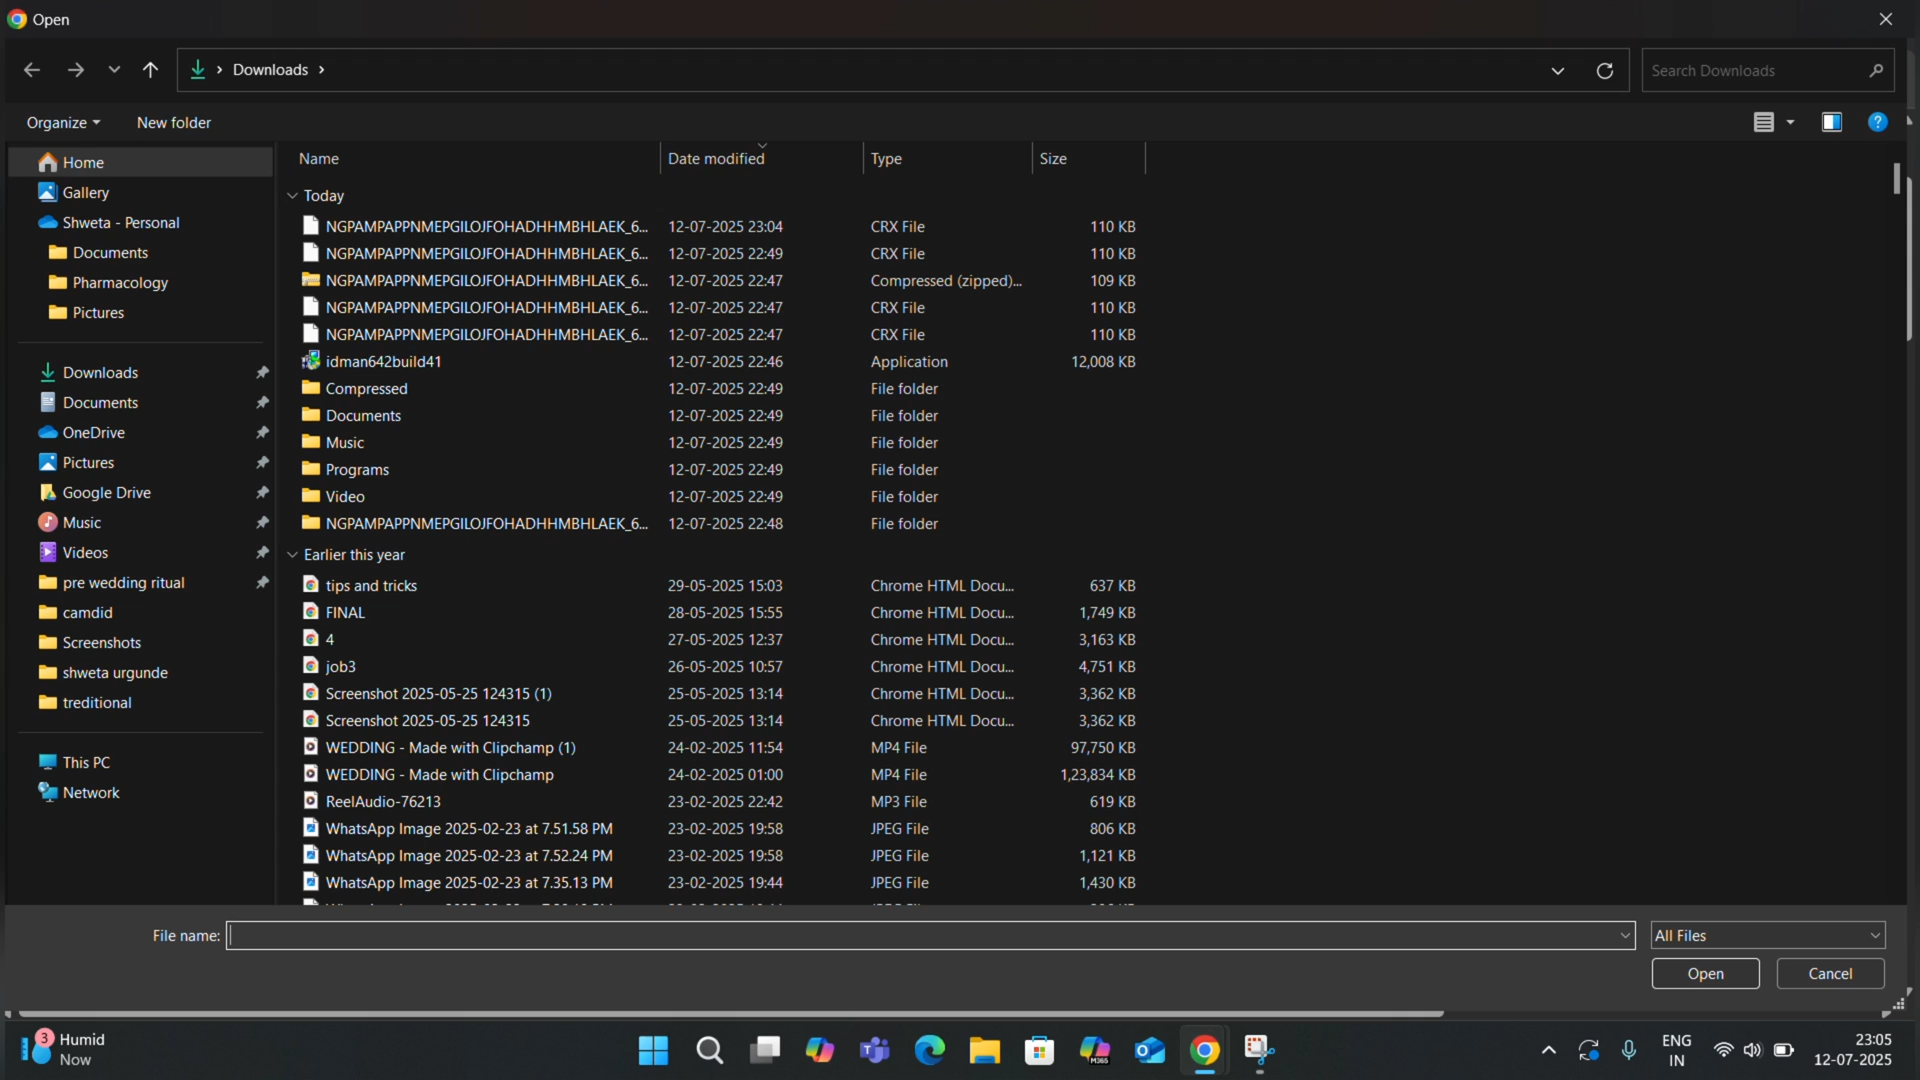 Open
Downloads
Search Downloads
Organize
New folder
Home
Gallery
Shweta - Personal
Documents
Pharmacology
Pictures
Downloads
Documents
OneDrive
Pictures
Google Drive
Music
Videos
pre wedding ritual
camdid
Screenshots
shweta urgunde
treditional
This PC
Network
Name Date modified Type Size
Today
NGPAMPAPPNMEPGILOJFOHADHHMBHLAEK_6... 12-07-2025 23:04 CRX File 110 KB
NGPAMPAPPNMEPGILOJFOHADHHMBHLAEK_6... 12-07-2025 22:49 CRX File 110 KB
NGPAMPAPPNMEPGILOJFOHADHHMBHLAEK_6... 12-07-2025 22:47 Compressed (zipped)... 109 KB
NGPAMPAPPNMEPGILOJFOHADHHMBHLAEK_6... 12-07-2025 22:47 CRX File 110 KB
NGPAMPAPPNMEPGILOJFOHADHHMBHLAEK_6... 12-07-2025 22:47 CRX File 110 KB
idman642build41 12-07-2025 22:46 Application 12,008 KB
Compressed 12-07-2025 22:49 File folder
Documents 12-07-2025 22:49 File folder
Music 12-07-2025 22:49 File folder
Programs 12-07-2025 22:49 File folder
Video 12-07-2025 22:49 File folder
NGPAMPAPPNMEPGILOJFOHADHHMBHLAEK_6... 12-07-2025 22:48 File folder
Earlier this year
tips and tricks 29-05-2025 15:03 Chrome HTML Docu... 637 KB
FINAL 28-05-2025 15:55 Chrome HTML Docu... 1,749 KB
4 27-05-2025 12:37 Chrome HTML Docu... 3,163 KB
job3 26-05-2025 10:57 Chrome HTML Docu... 4,751 KB
Screenshot 2025-05-25 124315 (1) 25-05-2025 13:14 Chrome HTML Docu... 3,362 KB
Screenshot 2025-05-25 124315 25-05-2025 13:14 Chrome HTML Docu... 3,362 KB
WEDDING - Made with Clipchamp (1) 24-02-2025 11:54 MP4 File 97,750 KB
WEDDING - Made with Clipchamp 24-02-2025 01:00 MP4 File 1,23,834 KB
ReelAudio-76213 23-02-2025 22:42 MP3 File 619 KB
WhatsApp Image 2025-02-23 at 7.51.58 PM 23-02-2025 19:58 JPEG File 806 KB
WhatsApp Image 2025-02-23 at 7.52.24 PM 23-02-2025 19:58 JPEG File 1,121 KB
WhatsApp Image 2025-02-23 at 7.35.13 PM 23-02-2025 19:44 JPEG File 1,430 KB
File name: All Files
Open Cancel
3 Humid
Now
M365
ENG
IN
23:05
12-07-2025